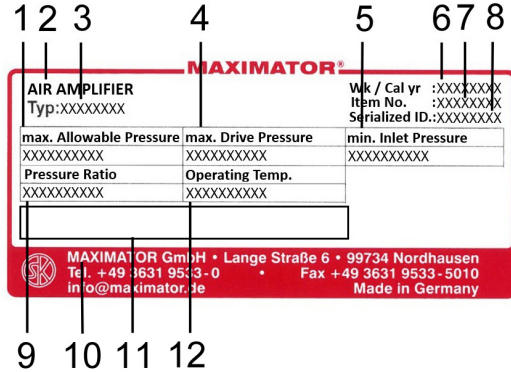 1 2 3 4 5 6 7 8
MAXIMATOR®
AIR AMPLIFIER
Typ:XXXXXXXX
Wk / Cal yr :XXXXXXXX
Item No. :XXXXXXXX
Serialized ID.:XXXXXXXX
max. Allowable Pressure max. Drive Pressure min. Inlet Pressure
XXXXXXXXXX XXXXXXXXXX XXXXXXXXXX
Pressure Ratio Operating Temp.
XXXXXXXXXX XXXXXXXXXX
SK
MAXIMATOR GmbH • Lange Straße 6 • 99734 Nordhausen
Tel. +49 3631 9533-0 • Fax +49 3631 9533-5010
info@maximator.de Made in Germany
9 10 11 12